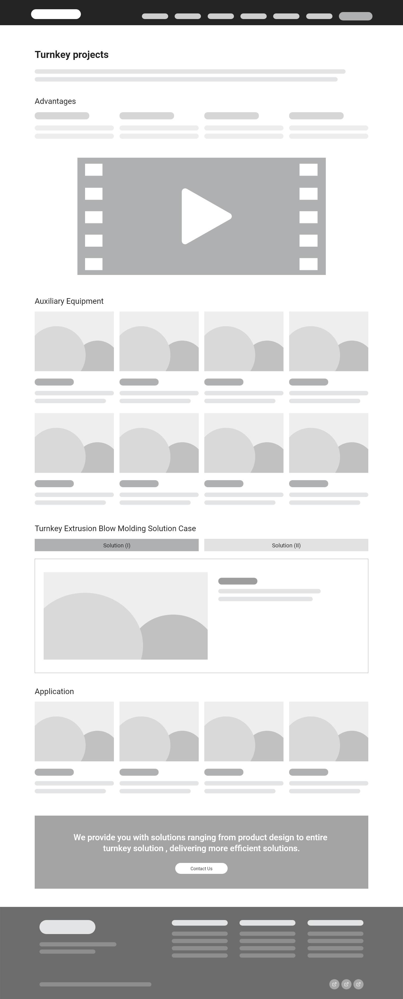 Turnkey projects
Advantages
Auxiliary Equipment
Turnkey Extrusion Blow Molding Solution Case
Solution (I)
Solution (II)
Application
We provide you with solutions ranging from product design to entire
turnkey solution , delivering more efficient solutions.
Contact Us